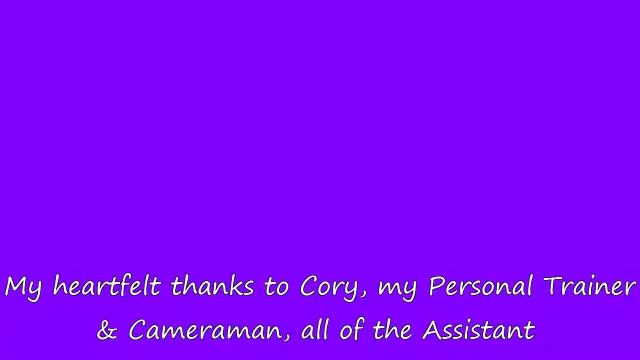 My heartfelt thanks to Cory, my Personal Trainer
& Cameraman, all of the Assistant